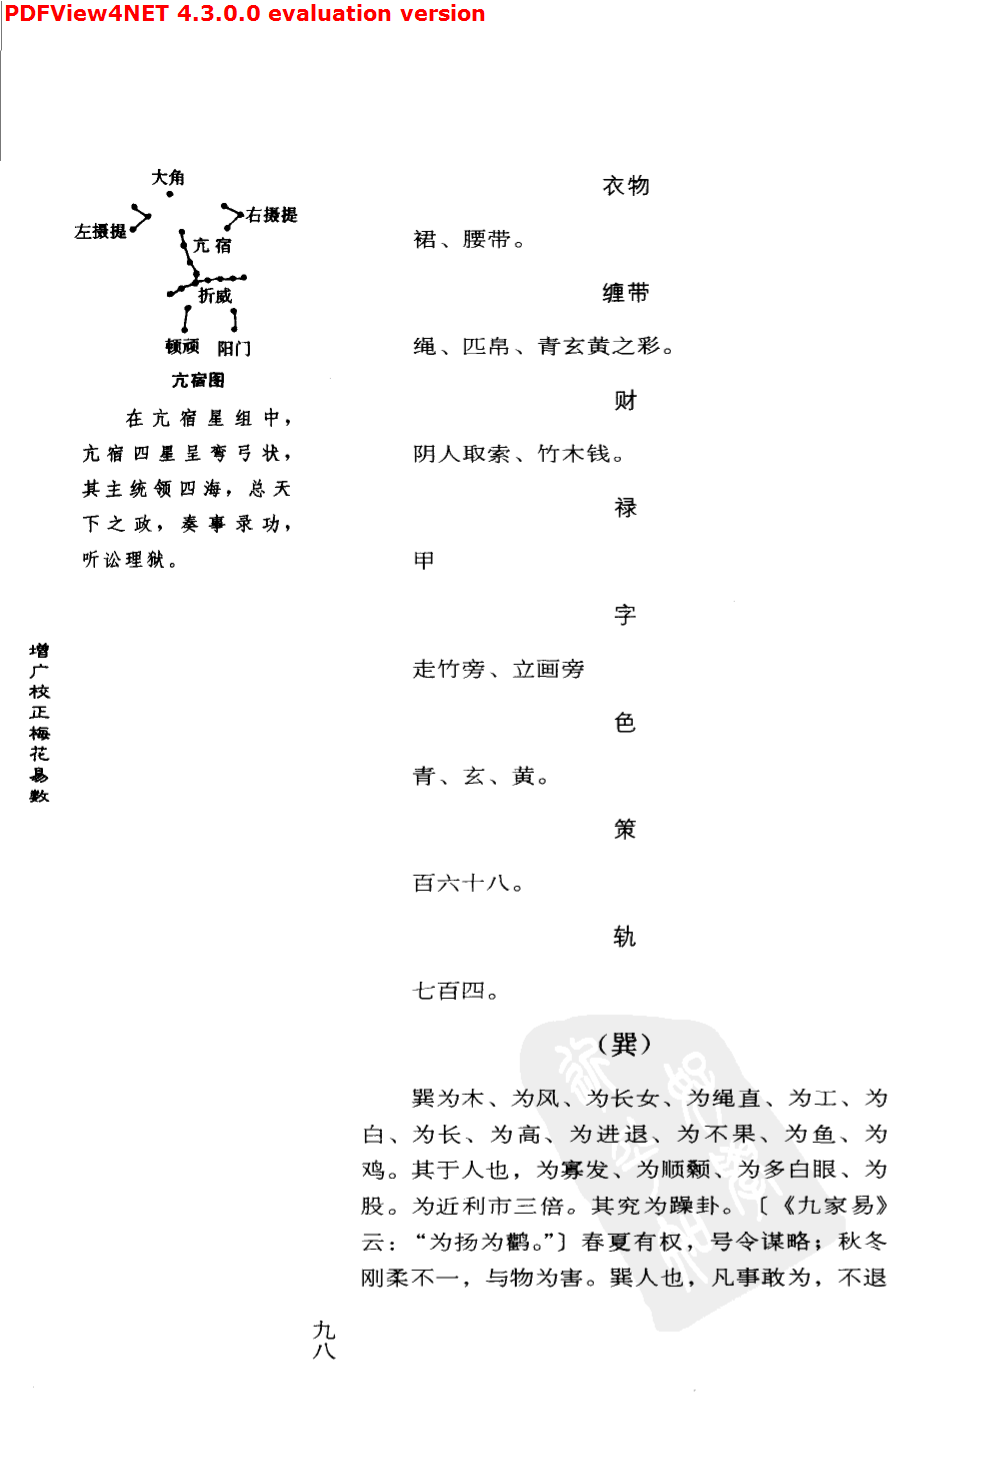 PDFView4NET 4.3.0.0 evaluation version
大角
左摄提
右摄提
亢宿
折威
顿顽
阳门
亢宿图
在亢宿星组中，
亢宿四星呈弯弓状，
其主统领四海，总天
下之政，奏事录功，
听讼理狱。
增广校正梅花易数
衣物
裙、腰带。
缠带
绳、匹帛、青玄黄之彩。
财
阴人取索、竹木钱。
禄
甲
字
走竹旁、立画旁
色
青、玄、黄。
策
百六十八。
轨
七百四。
（巽）
巽为木、为风、为长女、为绳直、为工、为
白、为长、为高、为进退、为不果、为鱼、为
鸡。其于人也，为寡发、为顺颡、为多白眼、为
股。为近利市三倍。其究为躁卦。〔《九家易》
云：“为扬为鹳。”〕春夏有权，号令谋略；秋冬
刚柔不一，与物为害。巽人也，凡事敢为，不退
九八